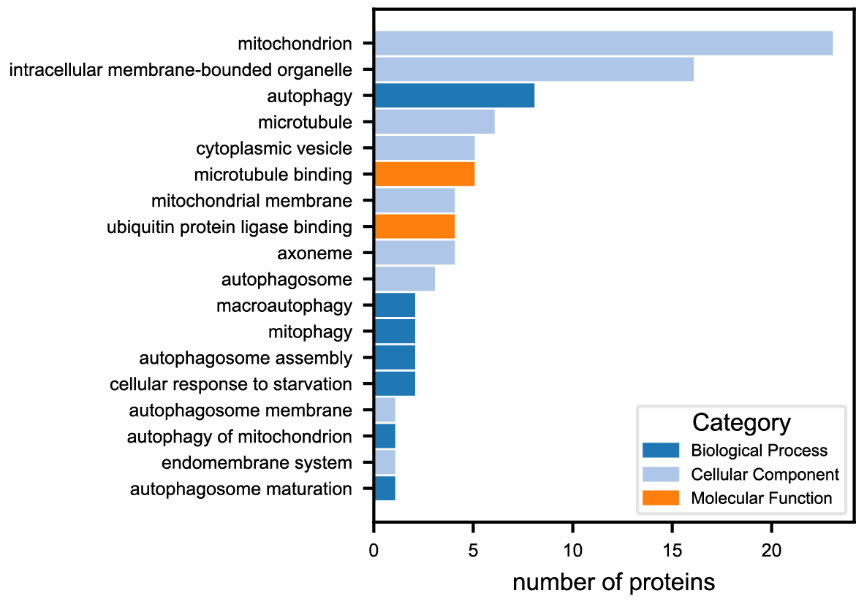 mitochondrion
intracellular membrane-bounded organelle
autophagy
microtubule
cytoplasmic vesicle
microtubule binding
mitochondrial membrane
ubiquitin protein ligase binding
axoneme
autophagosome
macroautophagy
mitophagy
autophagosome assembly
cellular response to starvation
autophagosome membrane
autophagy of mitochondrion
endomembrane system
autophagosome maturation
Category
Biological Process
Cellular Component
Molecular Function
0 5 10 15 20
number of proteins